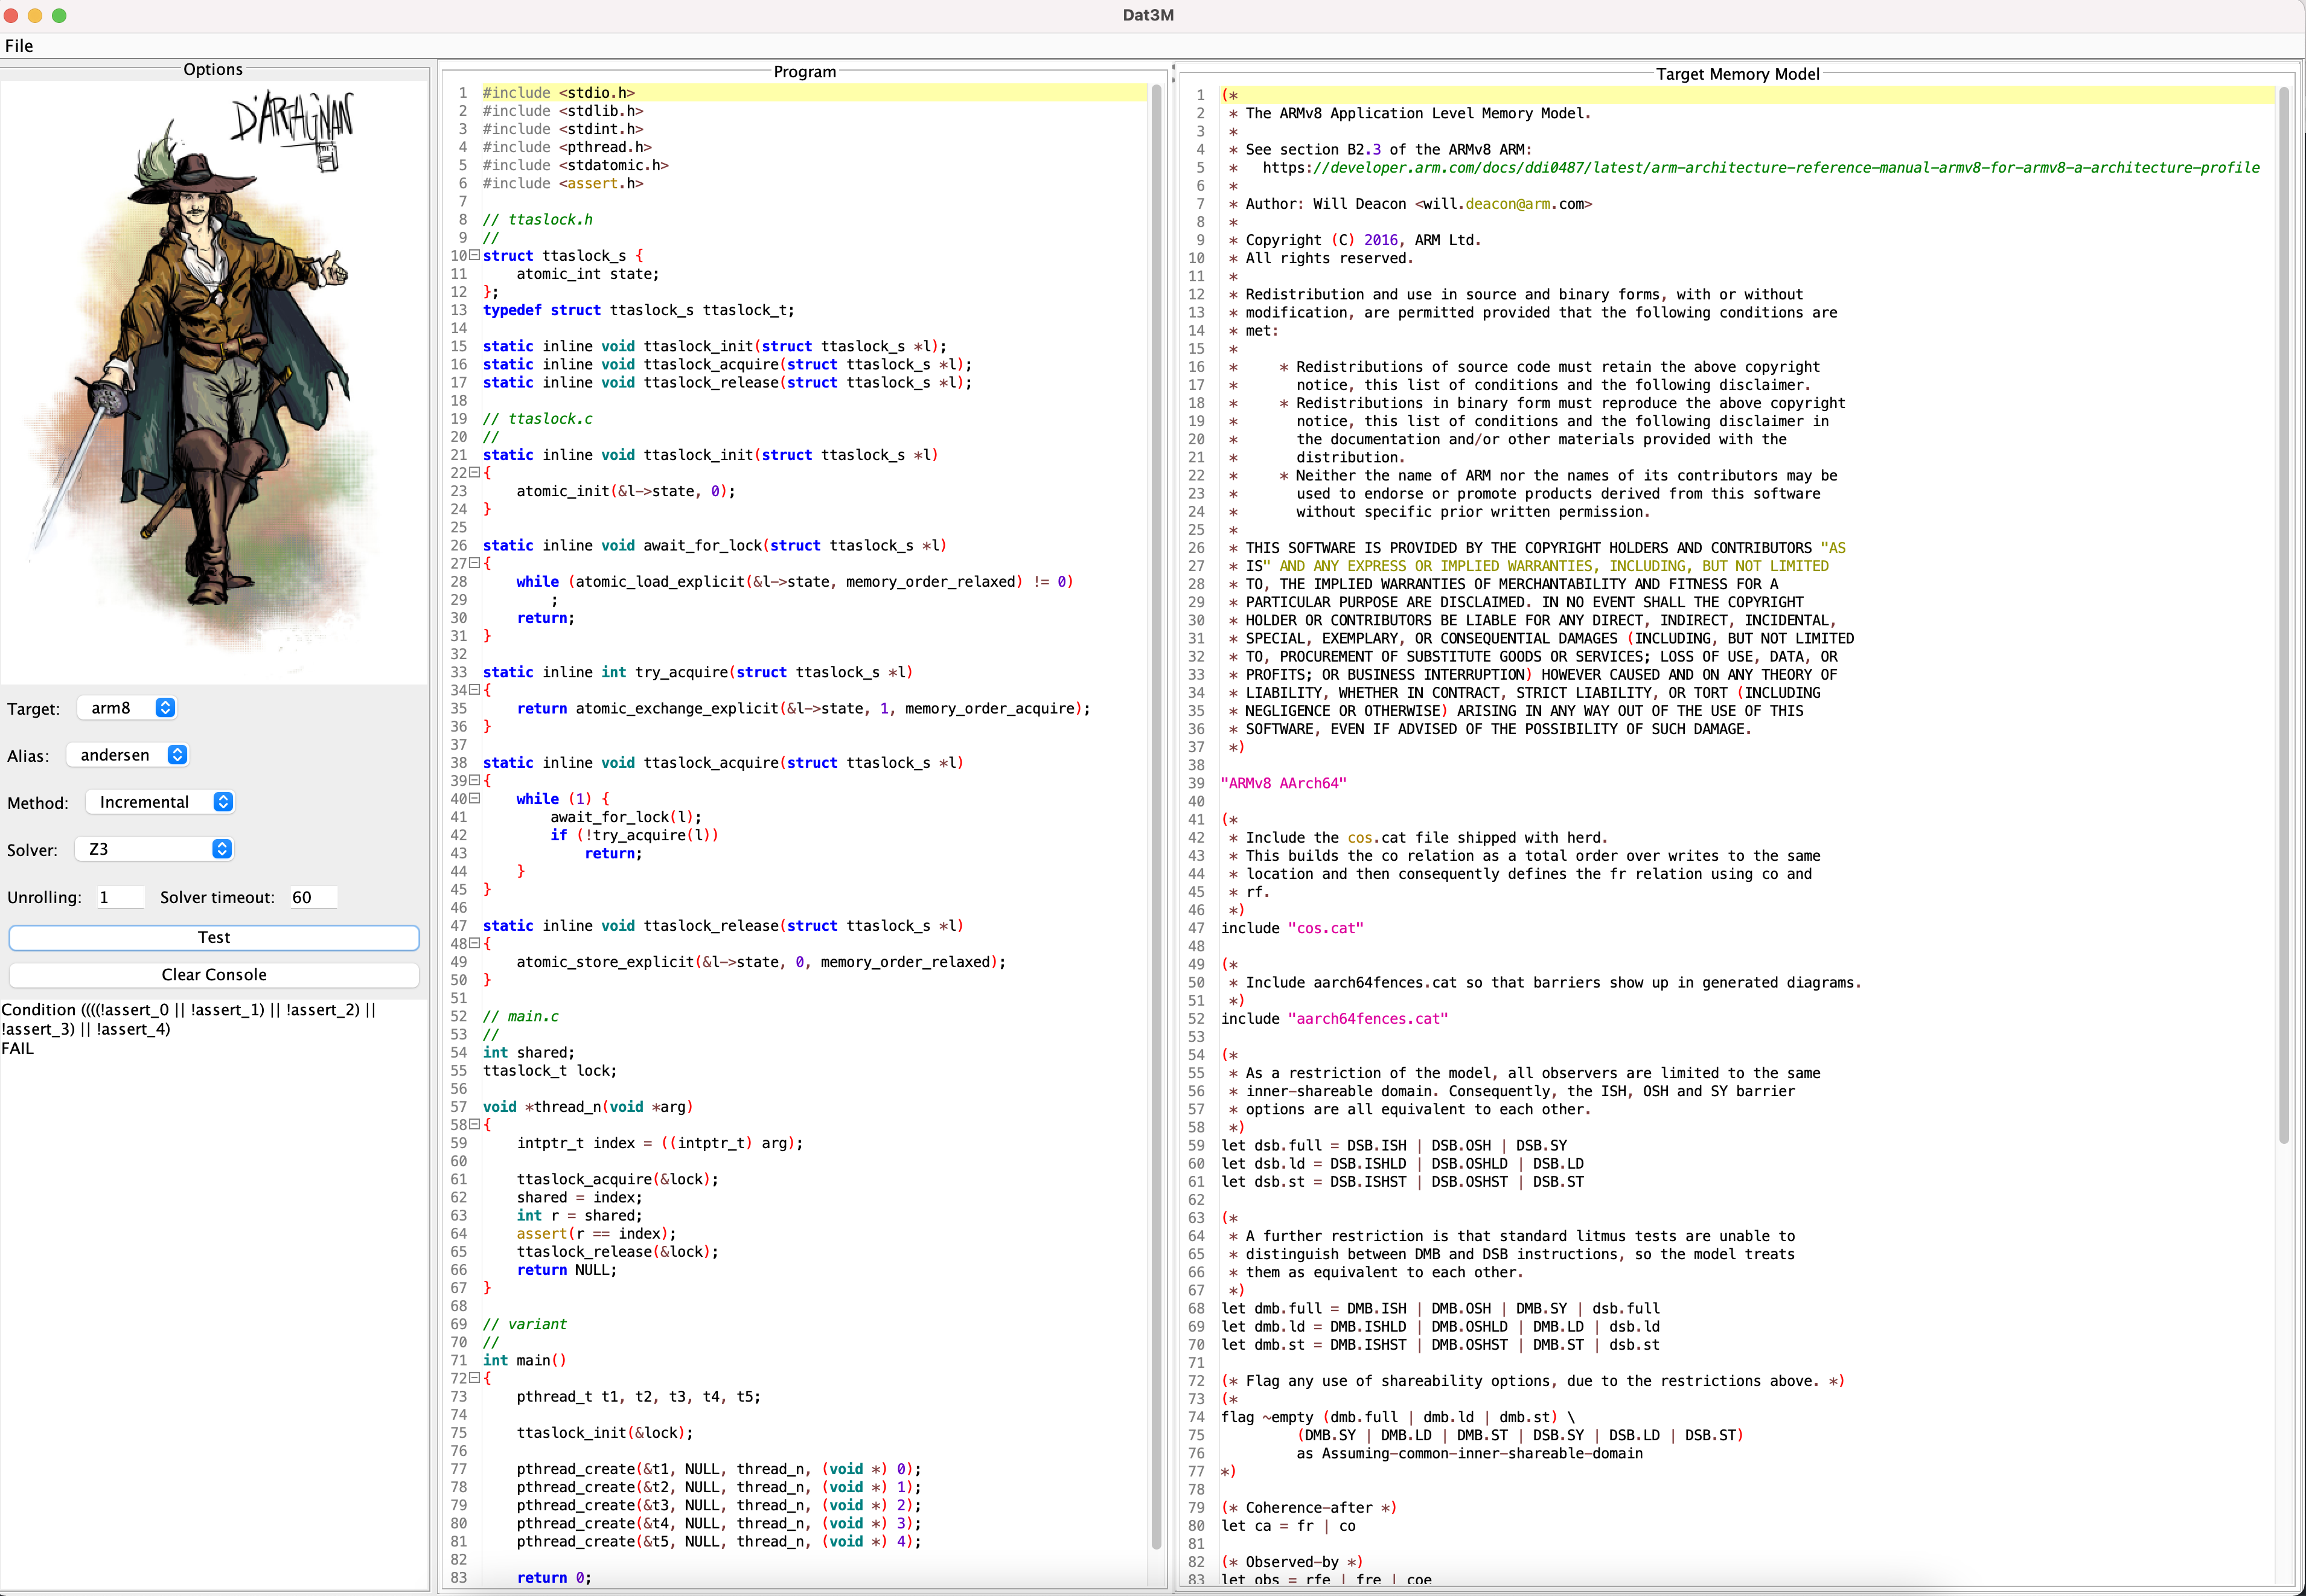 Dat3M
File
Options
D'ARTAGNAN
Target: arm8
Alias: andersen
Method: Incremental
Solver: Z3
Unrolling: 1 Solver timeout: 60
Test
Clear Console
Condition ((((!assert_0 || !assert_1) || !assert_2) ||
!assert_3) || !assert_4)
FAIL
Program
1 #include <stdio.h>
2 #include <stdlib.h>
3 #include <stdint.h>
4 #include <pthread.h>
5 #include <stdatomic.h>
6 #include <assert.h>
7
8 // ttaslock.h
9 //
10 struct ttaslock_s {
11 atomic_int state;
12 };
13 typedef struct ttaslock_s ttaslock_t;
14
15 static inline void ttaslock_init(struct ttaslock_s *l);
16 static inline void ttaslock_acquire(struct ttaslock_s *l);
17 static inline void ttaslock_release(struct ttaslock_s *l);
18
19 // ttaslock.c
20 //
21 static inline void ttaslock_init(struct ttaslock_s *l)
22 {
23 atomic_init(&l->state, 0);
24 }
25
26 static inline void await_for_lock(struct ttaslock_s *l)
27 {
28 while (atomic_load_explicit(&l->state, memory_order_relaxed) != 0)
29 ;
30 return;
31 }
32
33 static inline int try_acquire(struct ttaslock_s *l)
34 {
35 return atomic_exchange_explicit(&l->state, 1, memory_order_acquire);
36 }
37
38 static inline void ttaslock_acquire(struct ttaslock_s *l)
39 {
40 while (1) {
41 await_for_lock(l);
42 if (!try_acquire(l))
43 return;
44 }
45 }
46
47 static inline void ttaslock_release(struct ttaslock_s *l)
48 {
49 atomic_store_explicit(&l->state, 0, memory_order_relaxed);
50 }
51
52 // main.c
53 //
54 int shared;
55 ttaslock_t lock;
56
57 void *thread_n(void *arg)
58 {
59 intptr_t index = ((intptr_t) arg);
60
61 ttaslock_acquire(&lock);
62 shared = index;
63 int r = shared;
64 assert(r == index);
65 ttaslock_release(&lock);
66 return NULL;
67 }
68
69 // variant
70 //
71 int main()
72 {
73 pthread_t t1, t2, t3, t4, t5;
74
75 ttaslock_init(&lock);
76
77 pthread_create(&t1, NULL, thread_n, (void *) 0);
78 pthread_create(&t2, NULL, thread_n, (void *) 1);
79 pthread_create(&t3, NULL, thread_n, (void *) 2);
80 pthread_create(&t4, NULL, thread_n, (void *) 3);
81 pthread_create(&t5, NULL, thread_n, (void *) 4);
82
83 return 0;
Target Memory Model
1 (*
2 * The ARMv8 Application Level Memory Model.
3 *
4 * See section B2.3 of the ARMv8 ARM:
5 * https://developer.arm.com/docs/ddi0487/latest/arm-architecture-reference-manual-armv8-for-armv8-a-architecture-profile
6 *
7 * Author: Will Deacon <will.deacon@arm.com>
8 *
9 * Copyright (C) 2016, ARM Ltd.
10 * All rights reserved.
11 *
12 * Redistribution and use in source and binary forms, with or without
13 * modification, are permitted provided that the following conditions are
14 * met:
15 *
16 * * Redistributions of source code must retain the above copyright
17 * notice, this list of conditions and the following disclaimer.
18 * * Redistributions in binary form must reproduce the above copyright
19 * notice, this list of conditions and the following disclaimer in
20 * the documentation and/or other materials provided with the
21 * distribution.
22 * * Neither the name of ARM nor the names of its contributors may be
23 * used to endorse or promote products derived from this software
24 * without specific prior written permission.
25 *
26 * THIS SOFTWARE IS PROVIDED BY THE COPYRIGHT HOLDERS AND CONTRIBUTORS "AS
27 * IS" AND ANY EXPRESS OR IMPLIED WARRANTIES, INCLUDING, BUT NOT LIMITED
28 * TO, THE IMPLIED WARRANTIES OF MERCHANTABILITY AND FITNESS FOR A
29 * PARTICULAR PURPOSE ARE DISCLAIMED. IN NO EVENT SHALL THE COPYRIGHT
30 * HOLDER OR CONTRIBUTORS BE LIABLE FOR ANY DIRECT, INDIRECT, INCIDENTAL,
31 * SPECIAL, EXEMPLARY, OR CONSEQUENTIAL DAMAGES (INCLUDING, BUT NOT LIMITED
32 * TO, PROCUREMENT OF SUBSTITUTE GOODS OR SERVICES; LOSS OF USE, DATA, OR
33 * PROFITS; OR BUSINESS INTERRUPTION) HOWEVER CAUSED AND ON ANY THEORY OF
34 * LIABILITY, WHETHER IN CONTRACT, STRICT LIABILITY, OR TORT (INCLUDING
35 * NEGLIGENCE OR OTHERWISE) ARISING IN ANY WAY OUT OF THE USE OF THIS
36 * SOFTWARE, EVEN IF ADVISED OF THE POSSIBILITY OF SUCH DAMAGE.
37 *)
38
39 "ARMv8 AArch64"
40
41 (*
42 * Include the cos.cat file shipped with herd.
43 * This builds the co relation as a total order over writes to the same
44 * location and then consequently defines the fr relation using co and
45 * rf.
46 *)
47 include "cos.cat"
48
49 (*
50 * Include aarch64fences.cat so that barriers show up in generated diagrams.
51 *)
52 include "aarch64fences.cat"
53
54 (*
55 * As a restriction of the model, all observers are limited to the same
56 * inner-shareable domain. Consequently, the ISH, OSH and SY barrier
57 * options are all equivalent to each other.
58 *)
59 let dsb.full = DSB.ISH | DSB.OSH | DSB.SY
60 let dsb.ld = DSB.ISHLD | DSB.OSHLD | DSB.LD
61 let dsb.st = DSB.ISHST | DSB.OSHST | DSB.ST
62
63 (*
64 * A further restriction is that standard litmus tests are unable to
65 * distinguish between DMB and DSB instructions, so the model treats
66 * them as equivalent to each other.
67 *)
68 let dmb.full = DMB.ISH | DMB.OSH | DMB.SY | dsb.full
69 let dmb.ld = DMB.ISHLD | DMB.OSHLD | DMB.LD | dsb.ld
70 let dmb.st = DMB.ISHST | DMB.OSHST | DMB.ST | dsb.st
71
72 (* Flag any use of shareability options, due to the restrictions above. *)
73 (*
74 flag ~empty (dmb.full | dmb.ld | dmb.st) \
75 (DMB.SY | DMB.LD | DMB.ST | DSB.SY | DSB.LD | DSB.ST)
76 as Assuming-common-inner-shareable-domain
77 *)
78
79 (* Coherence-after *)
80 let ca = fr | co
81
82 (* Observed-by *)
83 let obs = rfe | fre | coe